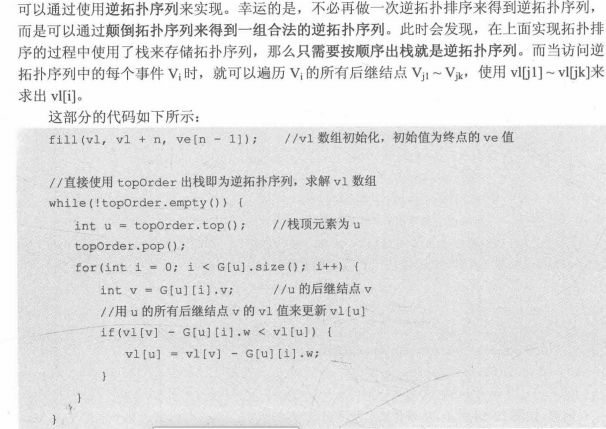 可以通过使用逆拓扑序列来实现。幸运的是，不必再做一次逆拓扑排序来得到逆拓扑序列，
而是可以通过颠倒拓扑序列来得到一组合法的逆拓扑序列。此时会发现，在上面实现拓扑排
序的过程中使用了栈来存储拓扑序列，那么只需要按顺序出栈就是逆拓扑序列。而当访问逆
拓扑序列中的每个事件 Vi 时，就可以遍历 Vi 的所有后继结点 Vj1 ~ Vjk，使用 vl[j1] ~ vl[jk]来
求出 vl[i]。
这部分的代码如下所示：
fill(vl, vl + n, ve[n - 1]); //vl 数组初始化，初始值为终点的 ve 值
//直接使用 topOrder 出栈即为逆拓扑序列，求解 vl 数组
while(!topOrder.empty()) {
int u = topOrder.top(); //栈顶元素为 u
topOrder.pop();
for(int i = 0; i < G[u].size(); i++) {
int v = G[u][i].v; //u 的后继结点 v
//用 u 的所有后继结点 v 的 vl 值来更新 vl[u]
if(vl[v] - G[u][i].w < vl[u]) {
vl[u] = vl[v] - G[u][i].w;
}
}
}